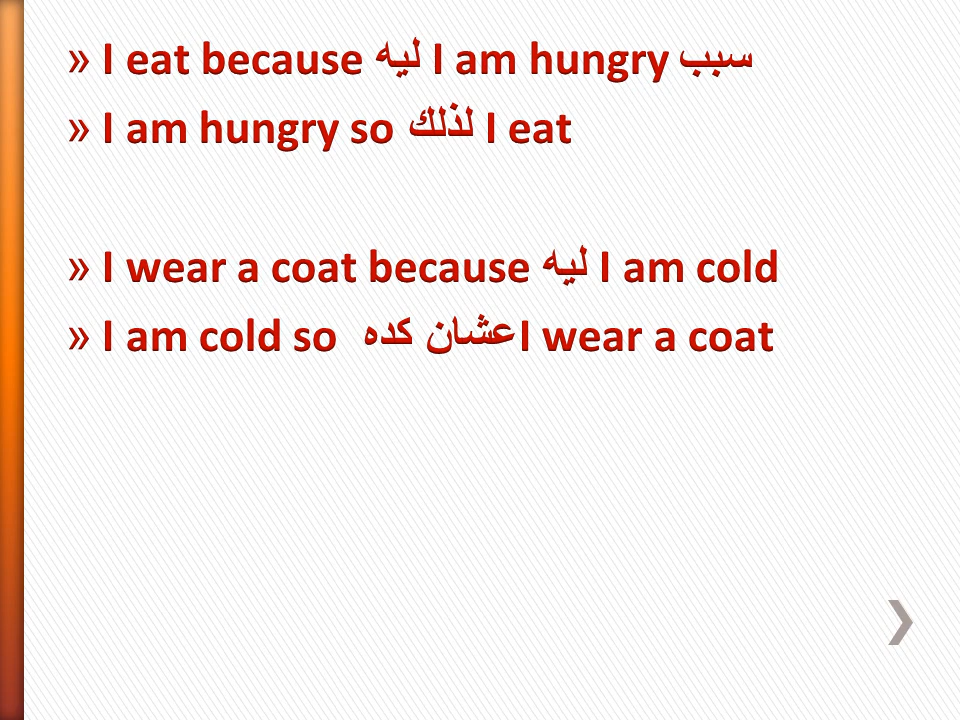 » I eat because ليه I am hungry سبب
» I am hungry so لذلك I eat
» I wear a coat because ليه I am cold
» I am cold so عشان كده I wear a coat